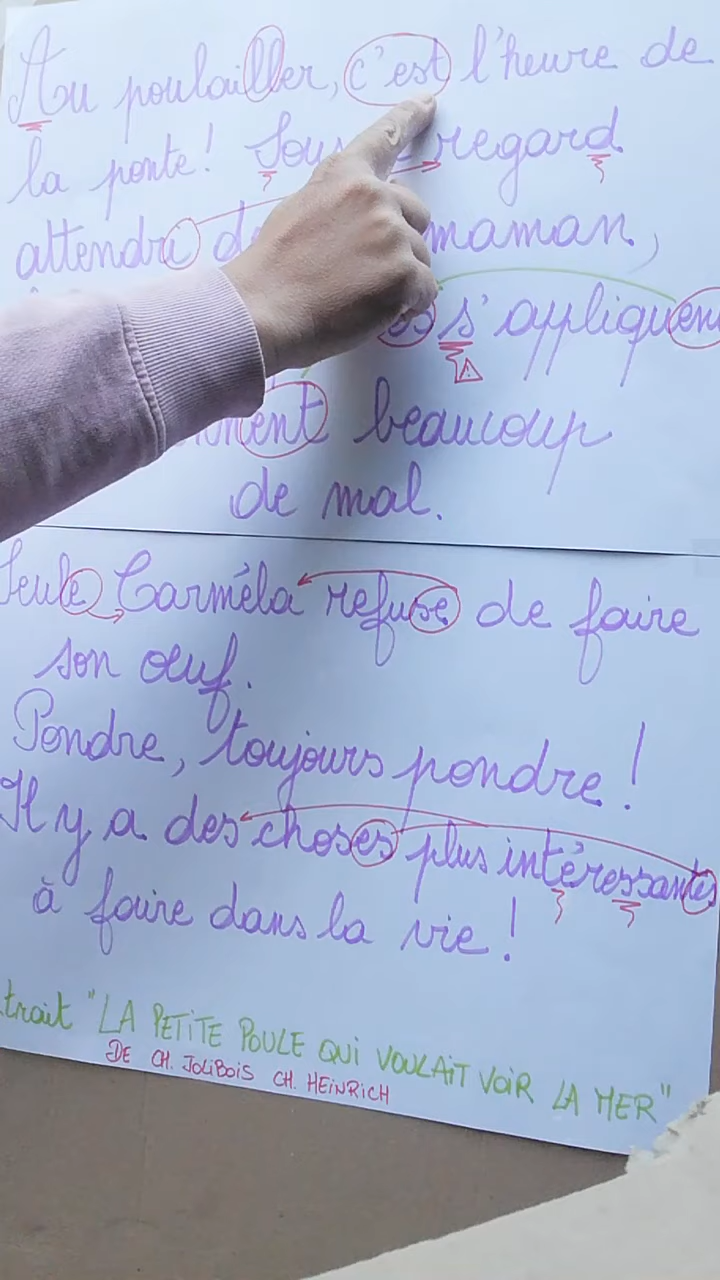 Au poulailler, c'est l'heure de
la ponte! Sous regard
attendri maman,
s'appliquent
beaucoup
de mal.
Seule Carméla refuse de faire
son œuf.
Pondre, toujours pondre!
Il y a des choses plus intéressantes
à faire dans la vie!
trait "LA PETITE POULE QUI VOULAIT VOIR LA MER"
DE CH. JOLIBOIS CH. HEINRICH